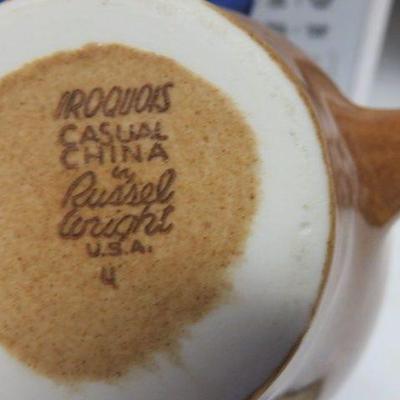 IROQUOIS
CASUAL
CHINA
by
Russel
Wright
U.S.A.
4